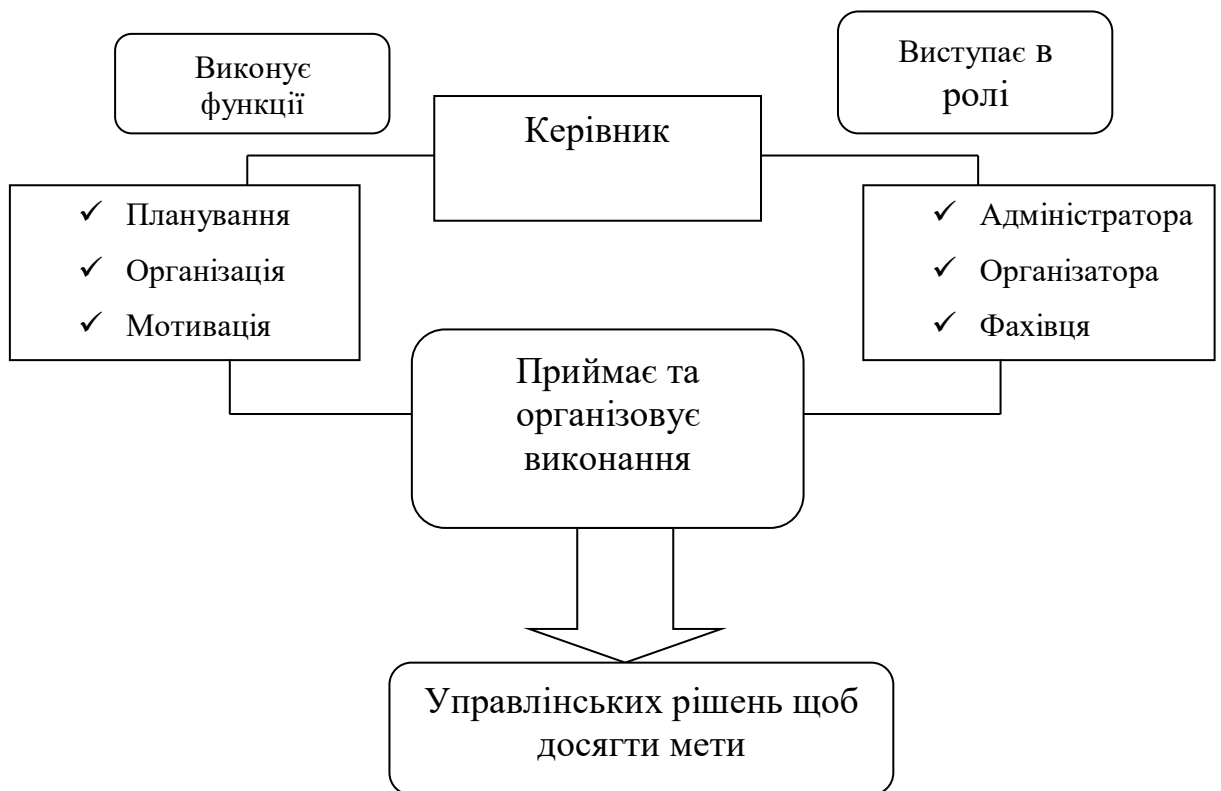 Виконує
функції
Виступає в
ролі
Керівник
✓ Планування
✓ Організація
✓ Мотивація
✓ Адміністратора
✓ Організатора
✓ Фахівця
Приймає та
організовує
виконання
Управлінських рішень щоб
досягти мети